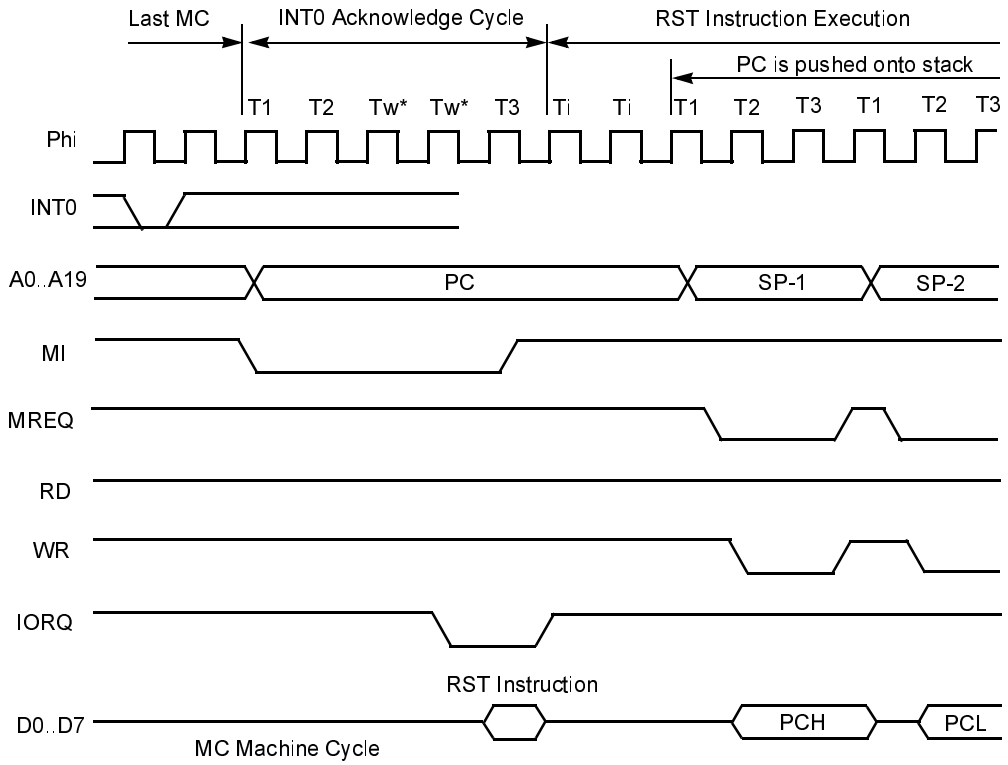 Last MC INT0 Acknowledge Cycle RST Instruction Execution
PC is pushed onto stack
T1 T2 Tw* Tw* T3 Ti Ti T1 T2 T3 T1 T2 T3
Phi
INT0
A0..A19 PC SP-1 SP-2
MI
MREQ
RD
WR
IORQ
RST Instruction
D0..D7 PCH PCL
MC Machine Cycle